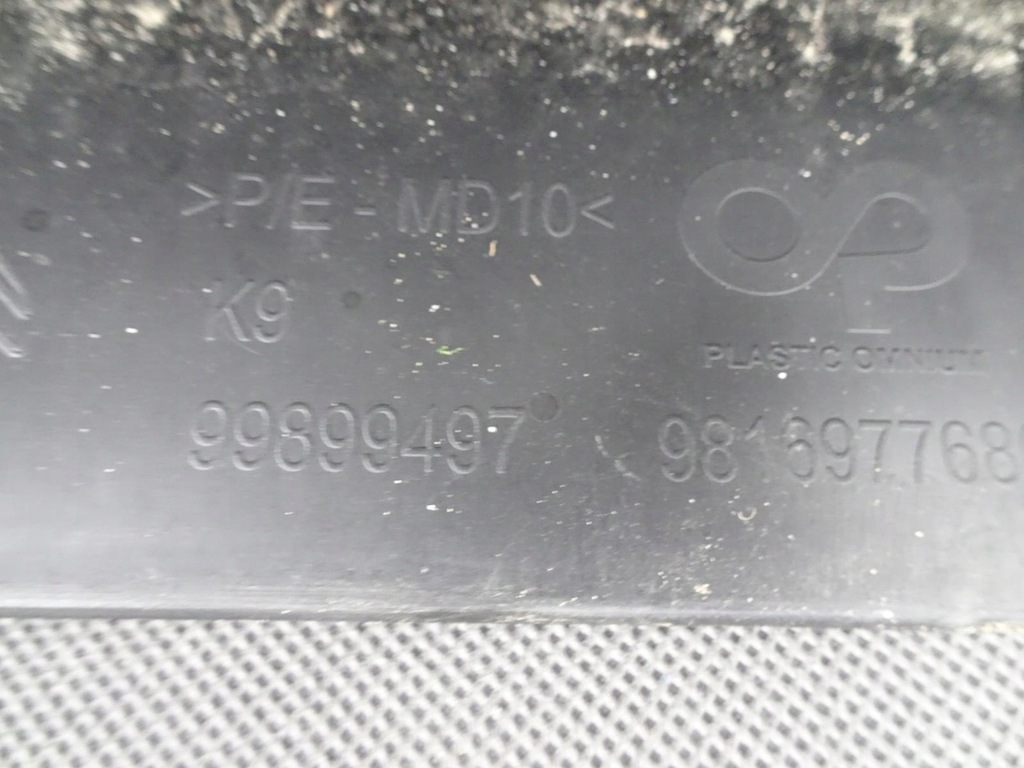 >P/E - MD10<
K9
PLASTIC OMNIUM
99899497